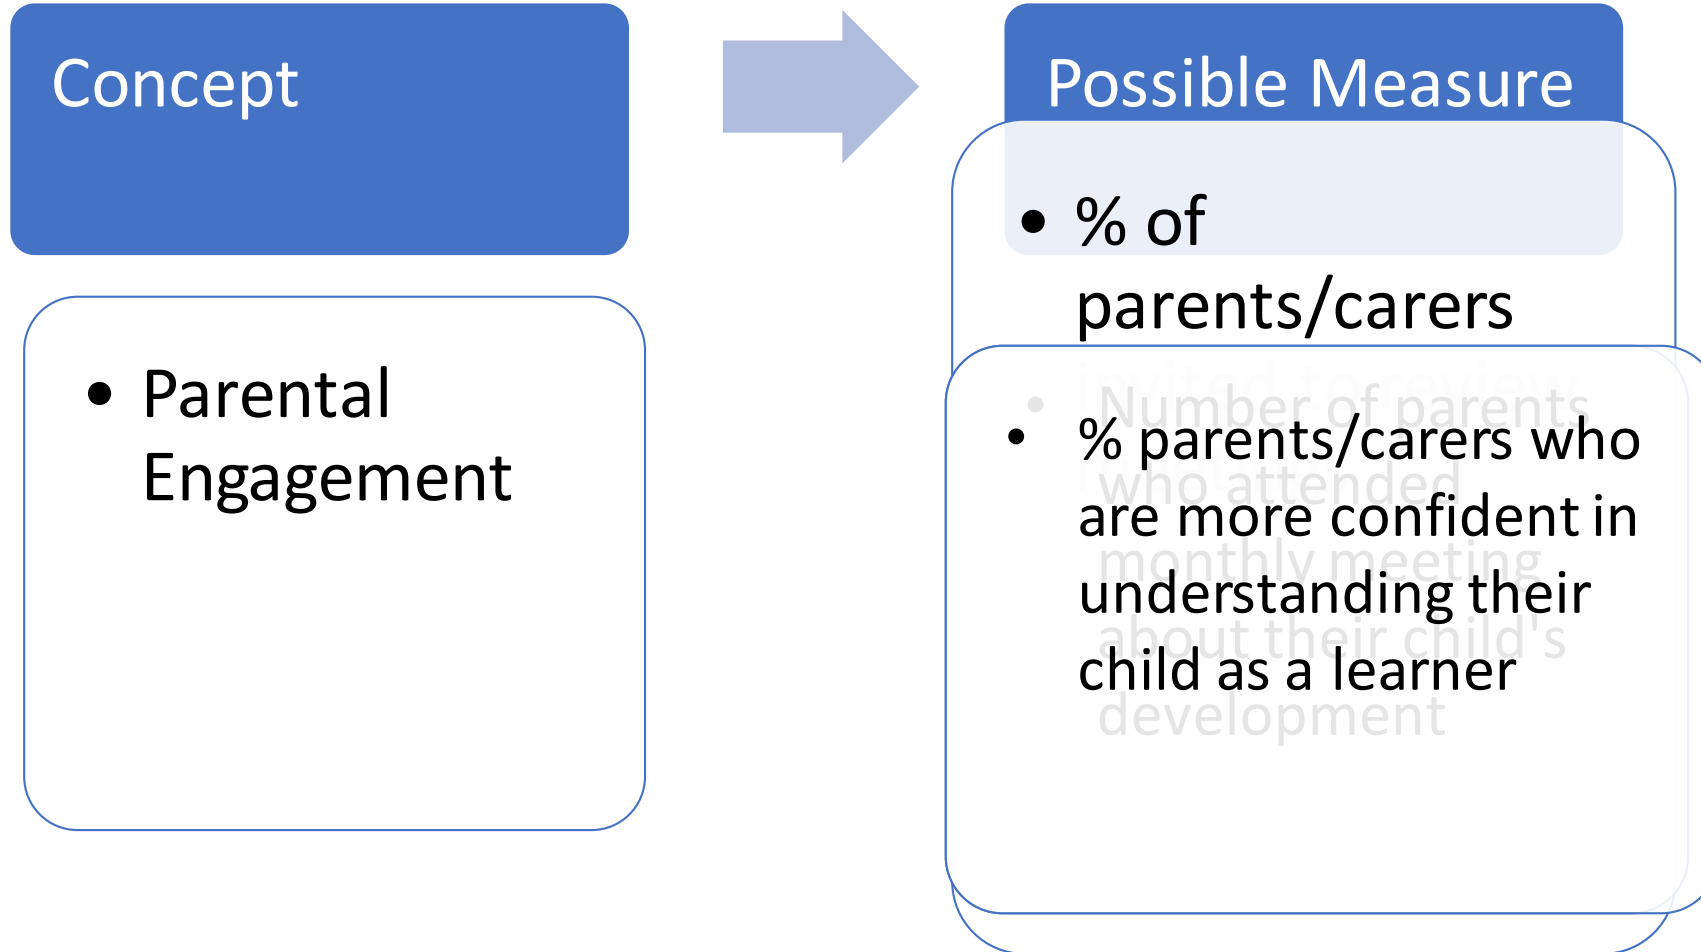 Concept
Possible Measure
• Parental
Engagement
• % of
parents/carers
invited to review
• Number of parents
who attended
monthly meeting
about their child's
development
• % parents/carers who
are more confident in
understanding their
child as a learner